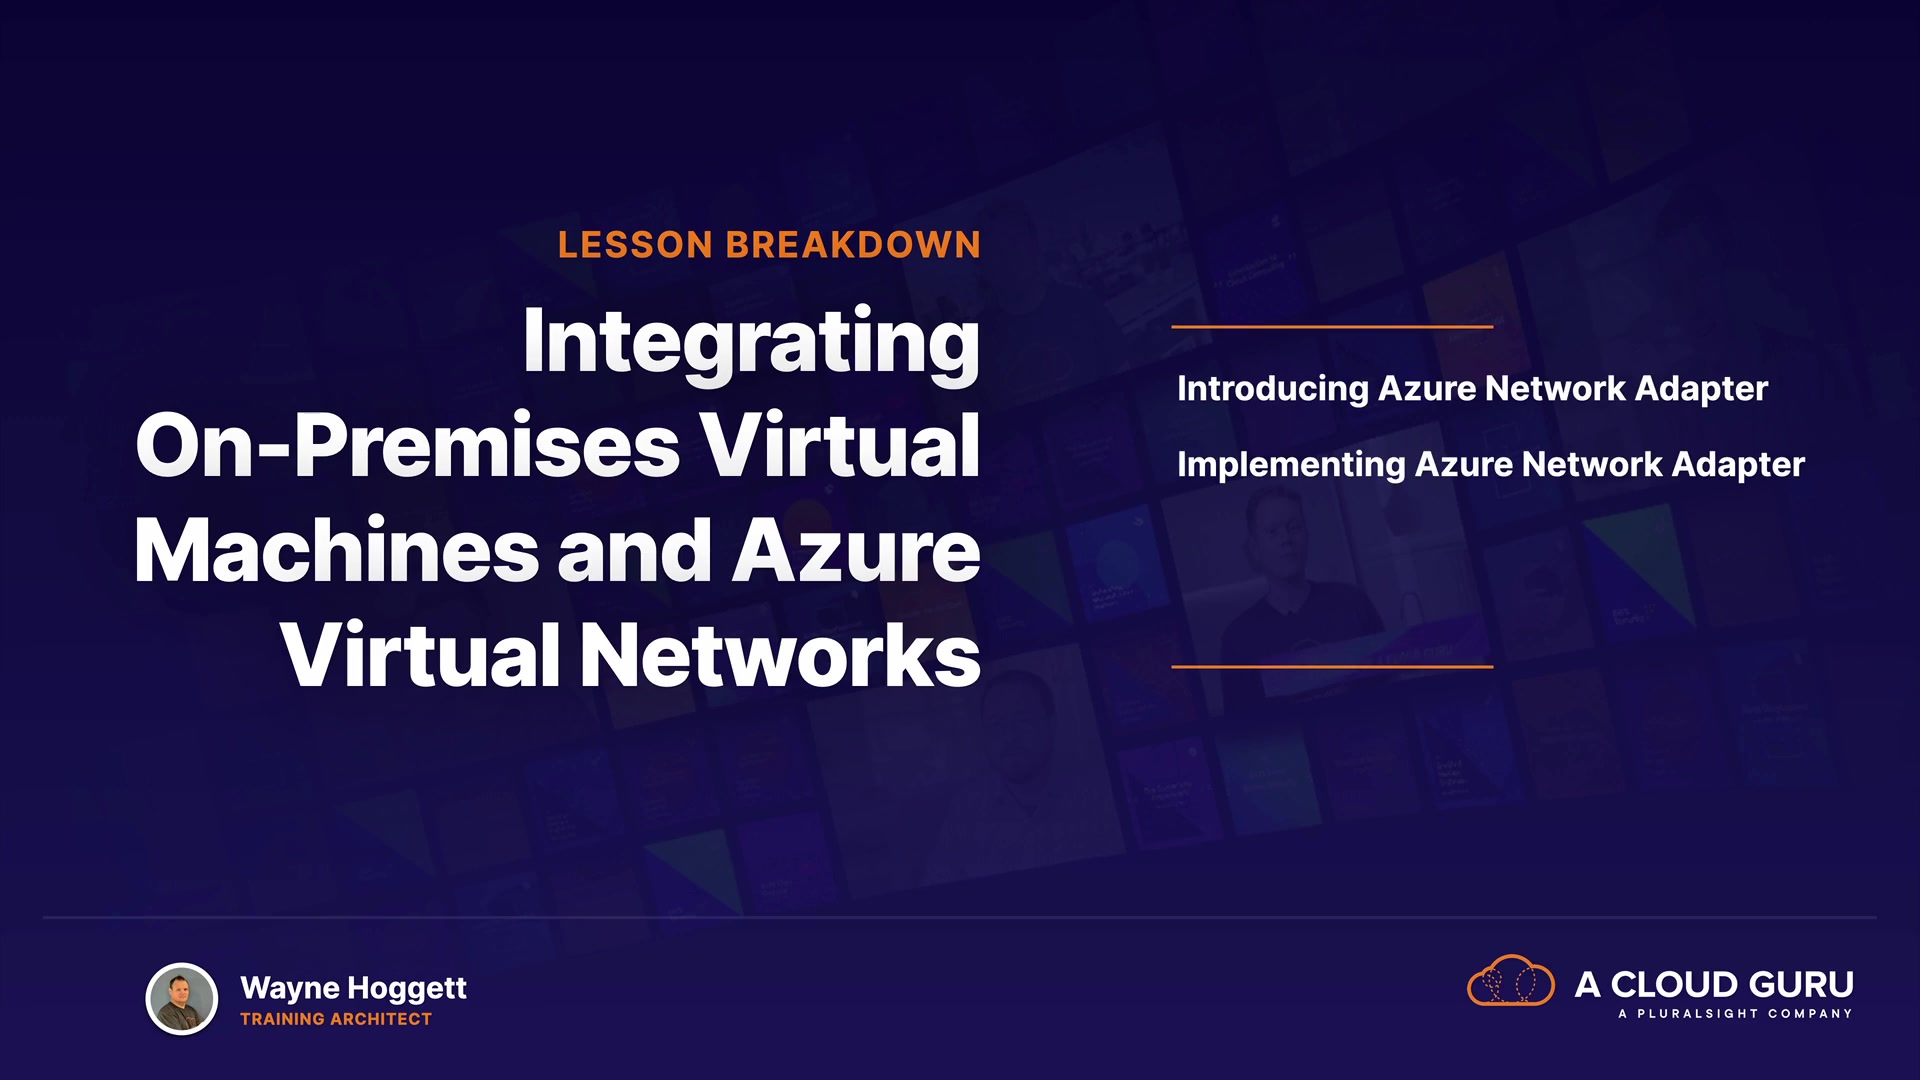 LESSON BREAKDOWN
Integrating
On-Premises Virtual
Machines and Azure
Virtual Networks
Introducing Azure Network Adapter
Implementing Azure Network Adapter
Wayne Hoggett
TRAINING ARCHITECT
A CLOUD GURU
A PLURALSIGHT COMPANY